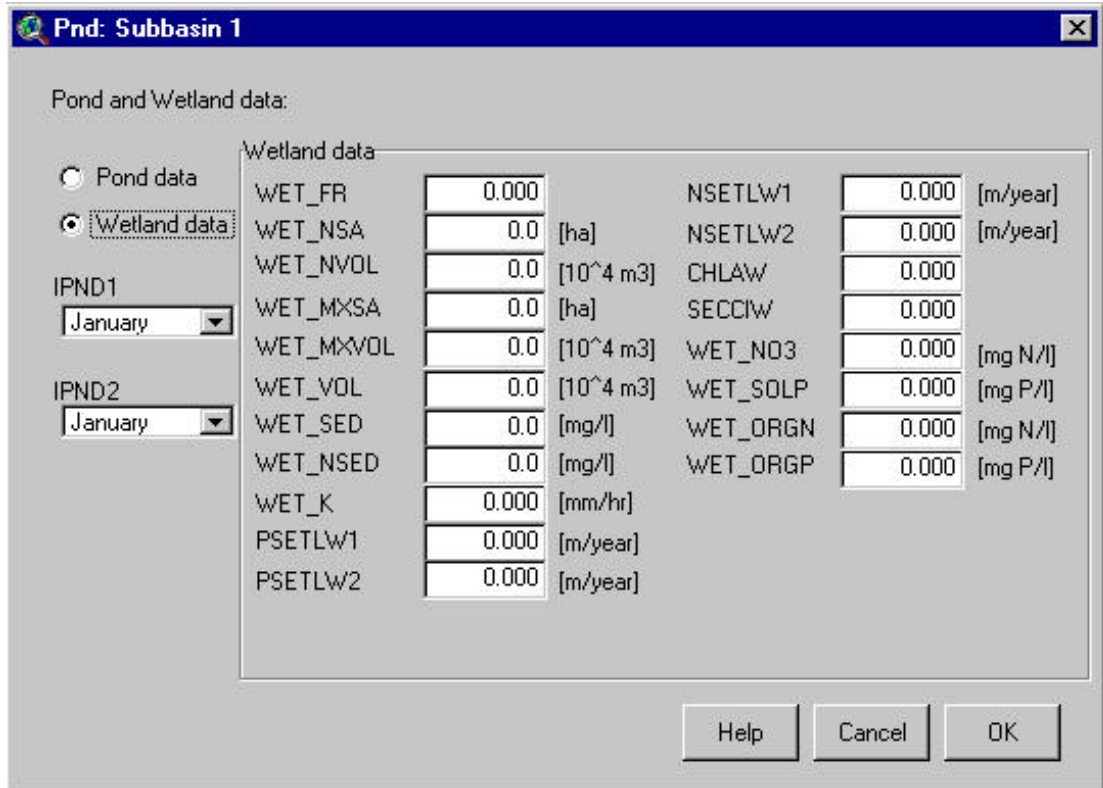 Pnd: Subbasin 1
Pond and Wetland data:
Pond data
Wetland data
IPND1
January
IPND2
January
Wetland data
WET_FR 0.000
WET_NSA 0.0 [ha]
WET_NVOL 0.0 [10^4 m3]
WET_MXSA 0.0 [ha]
WET_MXVOL 0.0 [10^4 m3]
WET_VOL 0.0 [10^4 m3]
WET_SED 0.0 [mg/l]
WET_NSED 0.0 [mg/l]
WET_K 0.000 [mm/hr]
PSETLW1 0.000 [m/year]
PSETLW2 0.000 [m/year]
NSETLW1 0.000 [m/year]
NSETLW2 0.000 [m/year]
CHLAW 0.000
SECCIW 0.000
WET_NO3 0.000 [mg N/l]
WET_SOLP 0.000 [mg P/l]
WET_ORGN 0.000 [mg N/l]
WET_ORGP 0.000 [mg P/l]
Help Cancel OK